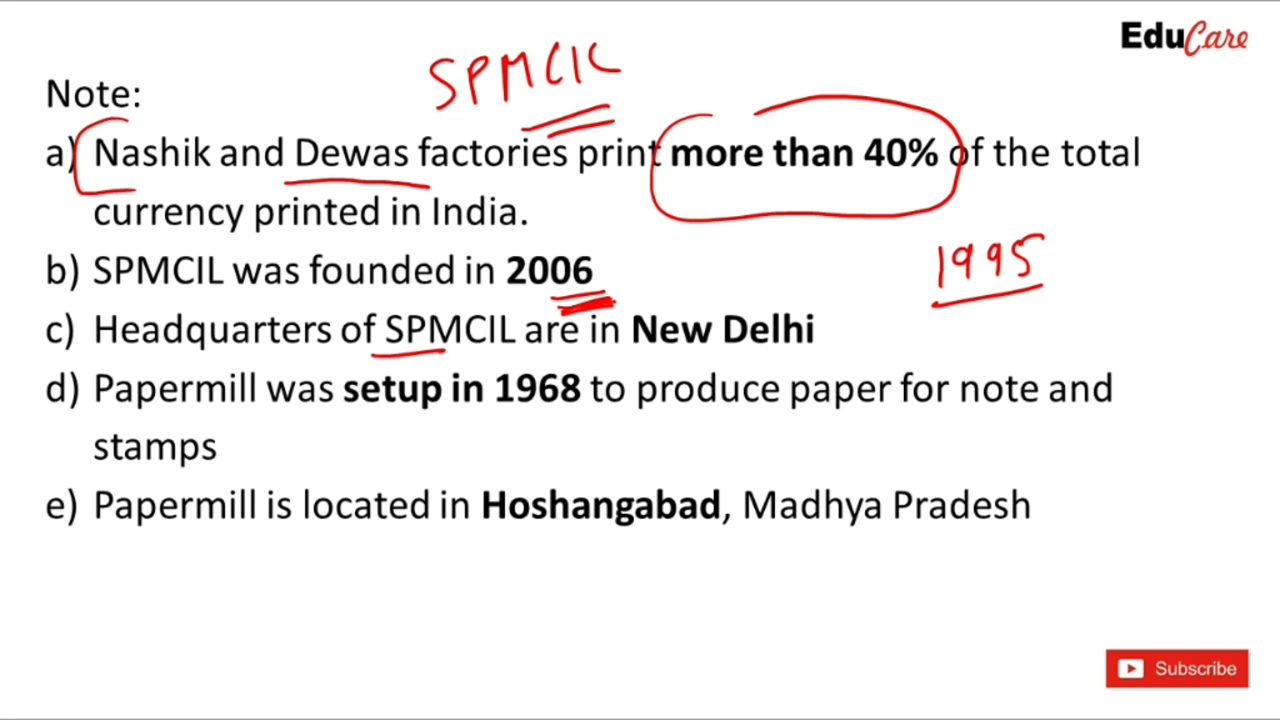 EduCare
SPMCIL
Note:
a) Nashik and Dewas factories print more than 40% of the total
currency printed in India.
1995
b) SPMCIL was founded in 2006
c) Headquarters of SPMCIL are in New Delhi
d) Papermill was setup in 1968 to produce paper for note and
stamps
e) Papermill is located in Hoshangabad, Madhya Pradesh
Subscribe